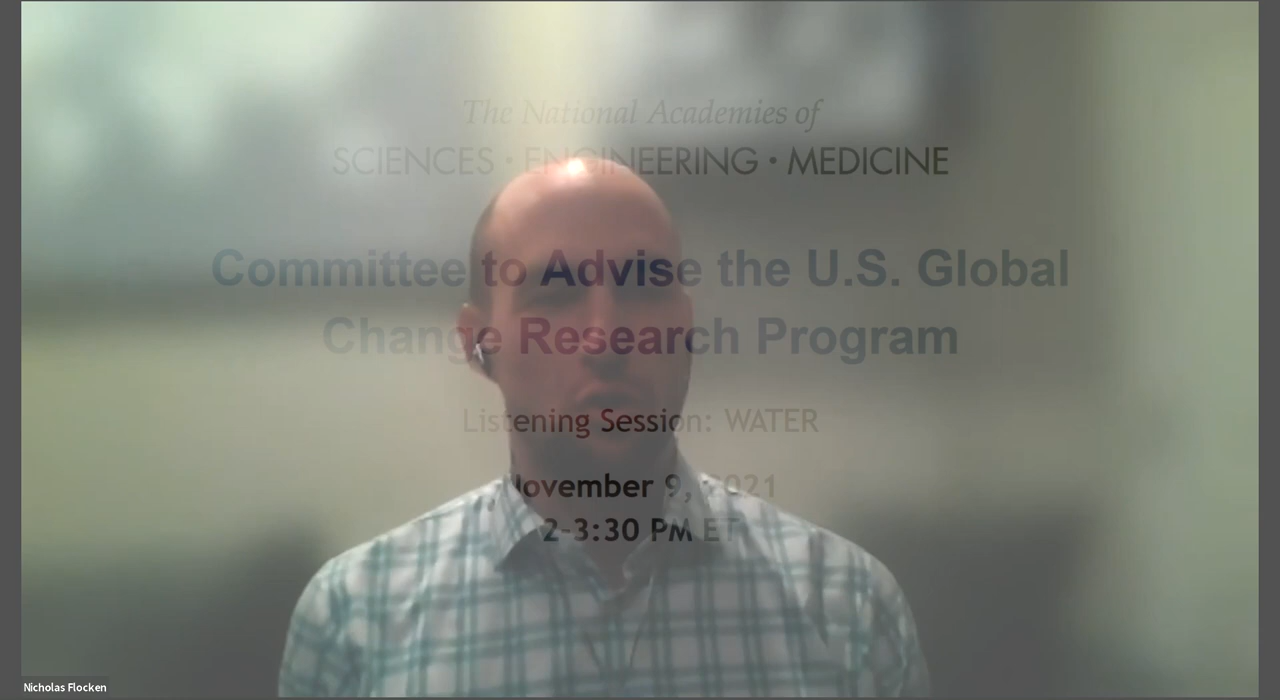 The National Academies of
SCIENCES · ENGINEERING · MEDICINE
Committee to Advise the U.S. Global
Change Research Program
Listening Session: WATER
November 9, 2021
2-3:30 PM ET
Nicholas Flocken